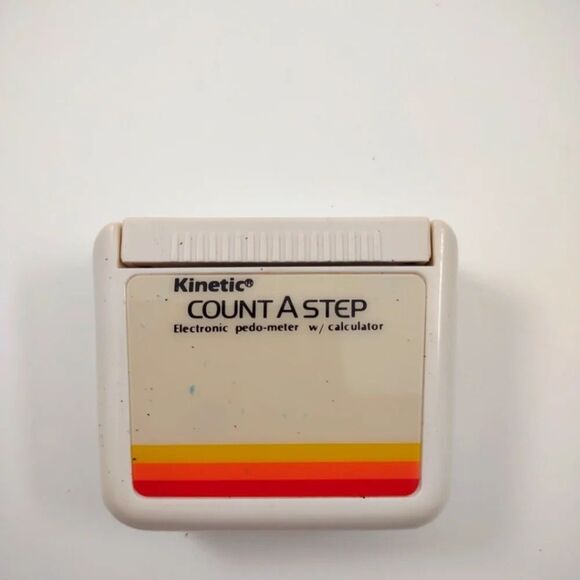 Kinetic®
COUNT A STEP
Electronic pedo-meter w/ calculator